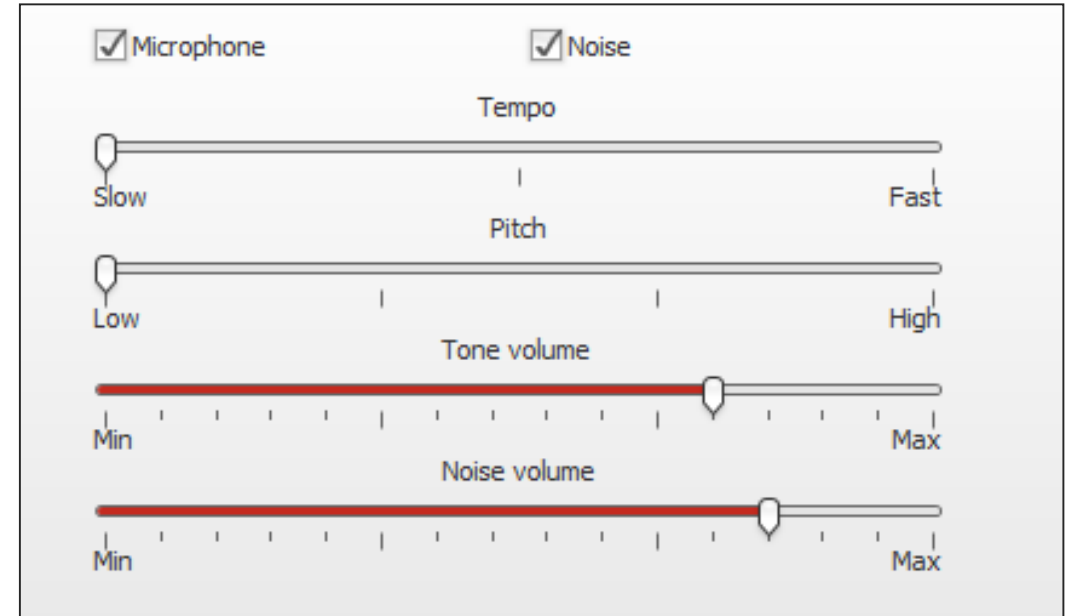 Microphone Noise
Tempo
Slow Fast
Pitch
Low High
Tone volume
Min Max
Noise volume
Min Max